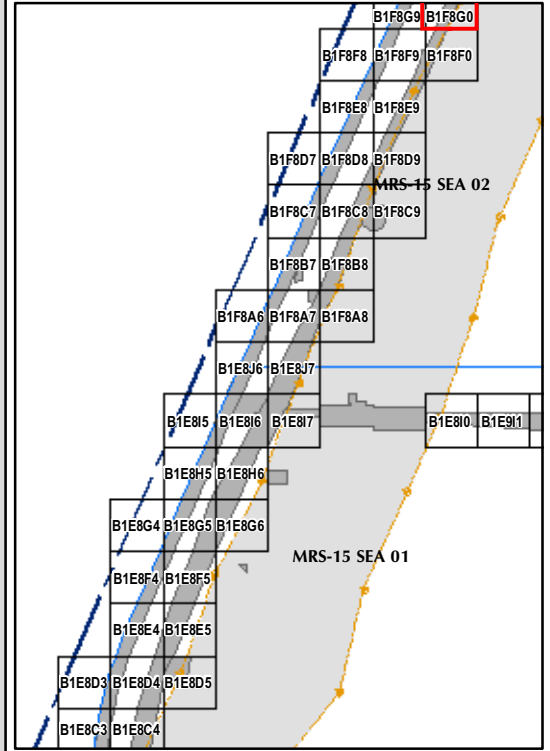 B1F8G9 B1F8G0
B1F8F8 B1F8F9 B1F8F0
B1F8E8 B1F8E9
B1F8D7 B1F8D8 B1F8D9
MRS-15 SEA 02
B1F8C7 B1F8C8 B1F8C9
B1F8B7 B1F8B8
B1F8A6 B1F8A7 B1F8A8
B1E8J6 B1E8J7
B1E8I5 B1E8I6 B1E8I7 B1E8I0 B1E9I1
B1E8H5 B1E8H6
B1E8G4 B1E8G5 B1E8G6
MRS-15 SEA 01
B1E8F4 B1E8F5
B1E8E4 B1E8E5
B1E8D3 B1E8D4 B1E8D5
B1E8C3 B1E8C4